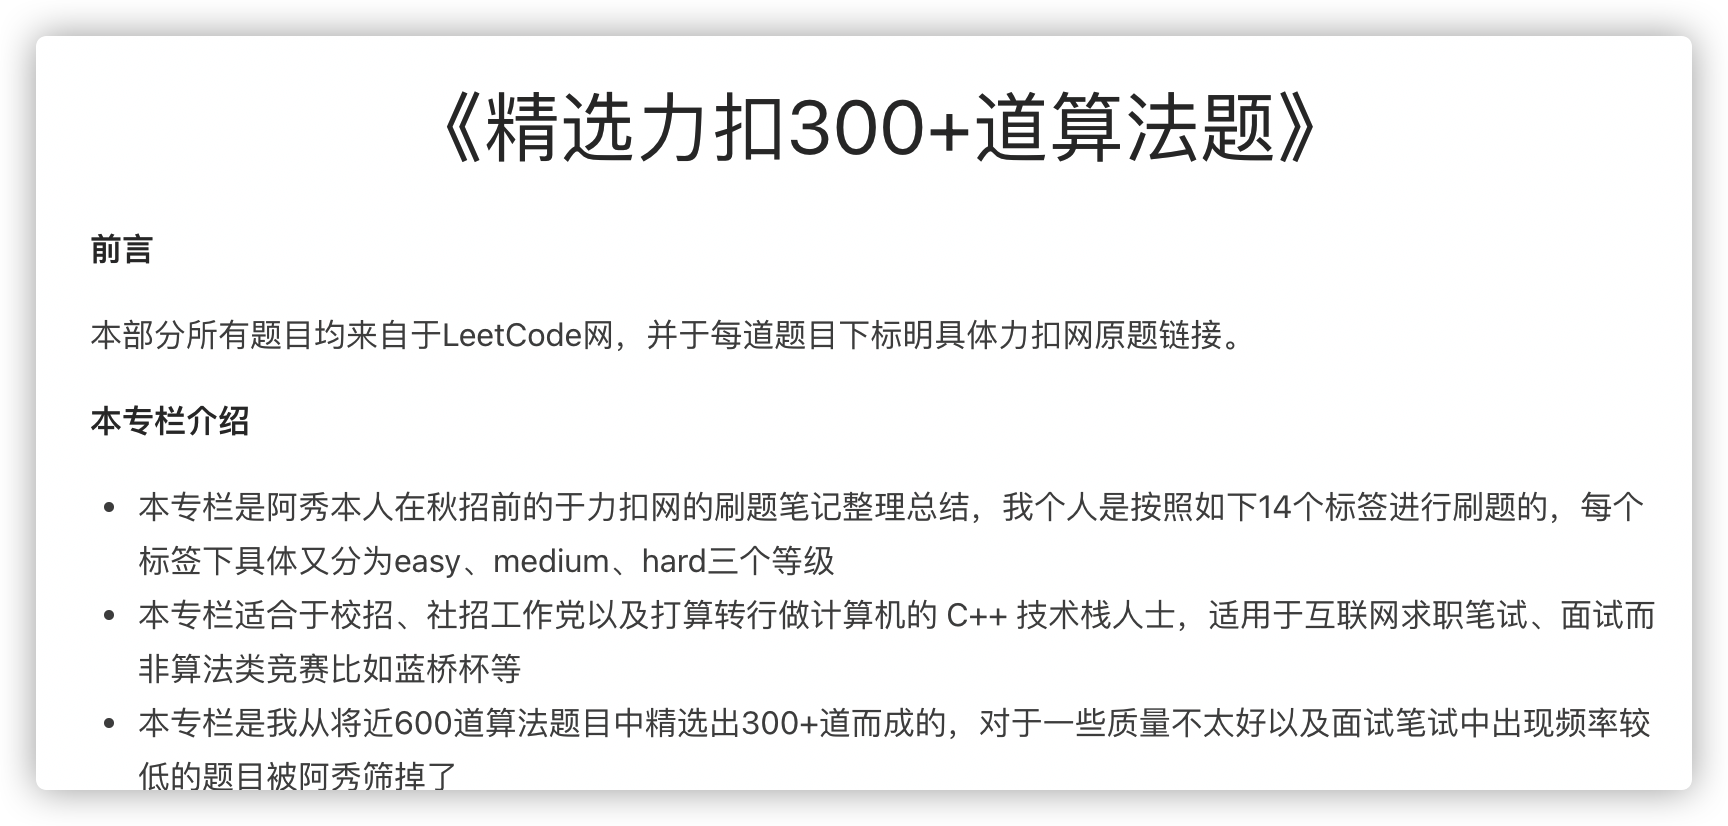 《精选力扣300+道算法题》
前言
本部分所有题目均来自于LeetCode网，并于每道题目下标明具体力扣网原题链接。
本专栏介绍
• 本专栏是阿秀本人在秋招前的于力扣网的刷题笔记整理总结，我个人是按照如下14个标签进行刷题的，每个
标签下具体又分为easy、medium、hard三个等级
• 本专栏适合于校招、社招工作党以及打算转行做计算机的 C++ 技术栈人士，适用于互联网求职笔试、面试而
非算法类竞赛比如蓝桥杯等
• 本专栏是我从将近600道算法题目中精选出300+道而成的，对于一些质量不太好以及面试笔试中出现频率较
低的题目被阿秀筛掉了